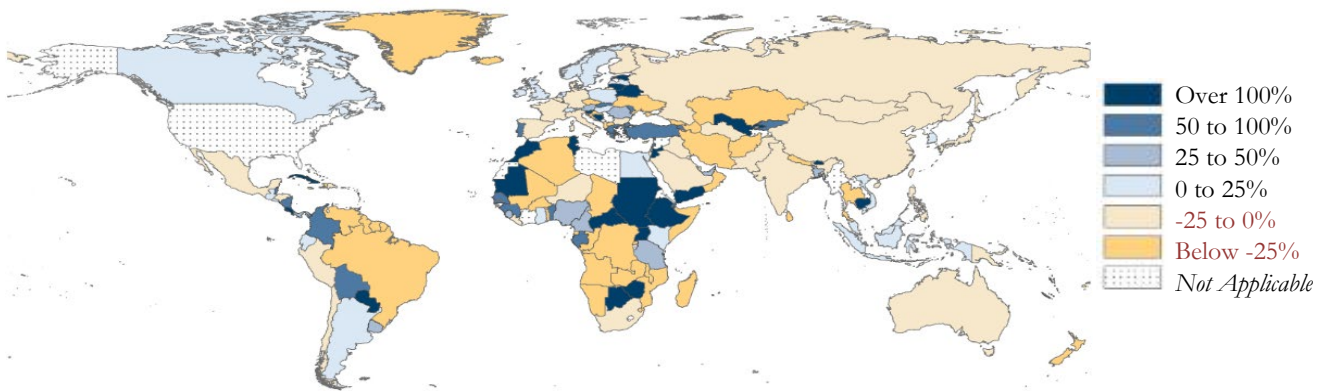 Over 100%
50 to 100%
25 to 50%
0 to 25%
-25 to 0%
Below -25%
Not Applicable